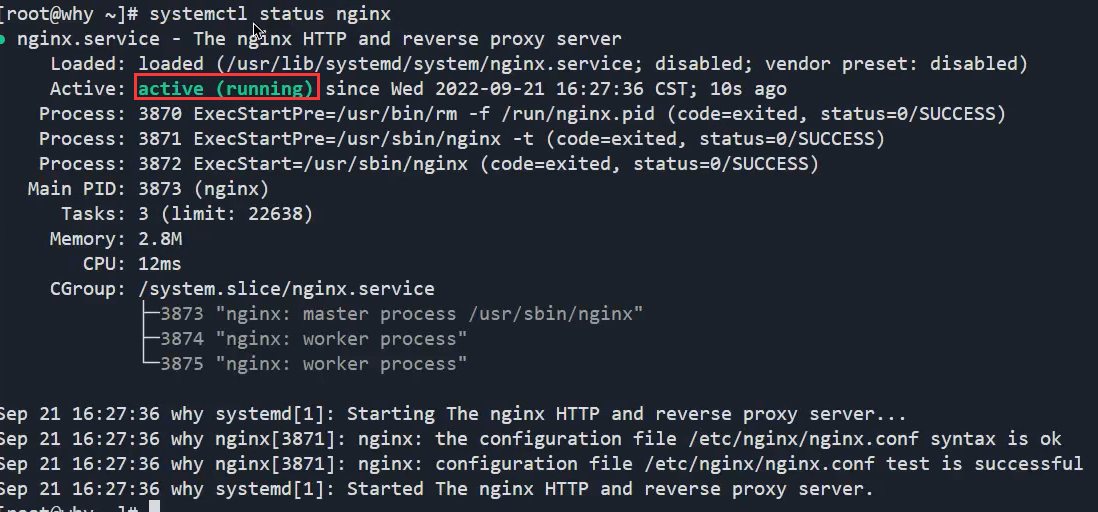 [root@why ~]# systemctl status nginx
● nginx.service - The nginx HTTP and reverse proxy server
Loaded: loaded (/usr/lib/systemd/system/nginx.service; disabled; vendor preset: disabled)
Active: active (running) since Wed 2022-09-21 16:27:36 CST; 10s ago
Process: 3870 ExecStartPre=/usr/bin/rm -f /run/nginx.pid (code=exited, status=0/SUCCESS)
Process: 3871 ExecStartPre=/usr/sbin/nginx -t (code=exited, status=0/SUCCESS)
Process: 3872 ExecStart=/usr/sbin/nginx (code=exited, status=0/SUCCESS)
Main PID: 3873 (nginx)
Tasks: 3 (limit: 22638)
Memory: 2.8M
CPU: 12ms
CGroup: /system.slice/nginx.service
├─3873 "nginx: master process /usr/sbin/nginx"
├─3874 "nginx: worker process"
└─3875 "nginx: worker process"
Sep 21 16:27:36 why systemd[1]: Starting The nginx HTTP and reverse proxy server...
Sep 21 16:27:36 why nginx[3871]: nginx: the configuration file /etc/nginx/nginx.conf syntax is ok
Sep 21 16:27:36 why nginx[3871]: nginx: configuration file /etc/nginx/nginx.conf test is successful
Sep 21 16:27:36 why systemd[1]: Started The nginx HTTP and reverse proxy server.
[root@why ~]#